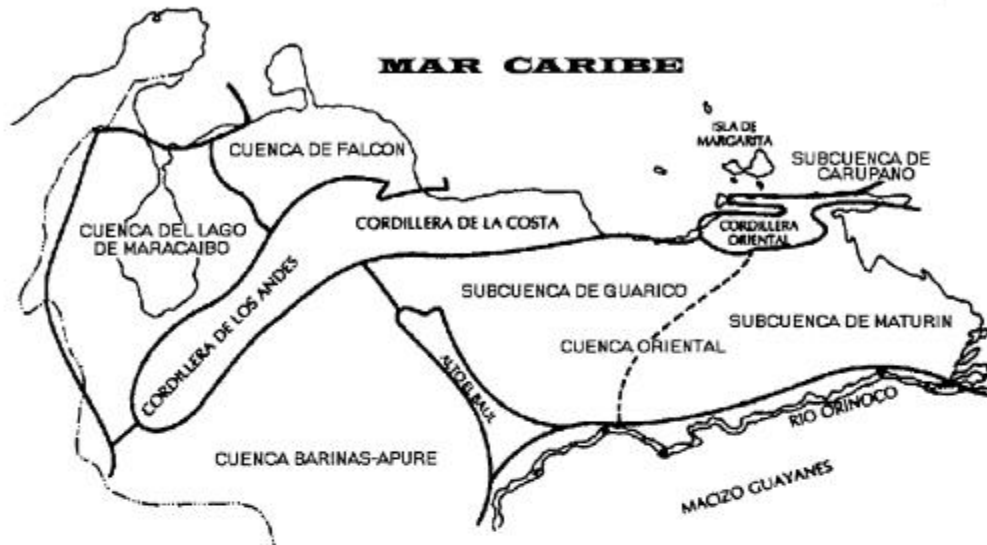 MAR CARIBE
ISLA DE
MARGARITA
SUBCUENCA DE
CARUPANO
CUENCA DE FALCON
CUENCA DEL LAGO
DE MARACAIBO
CORDILLERA DE LA COSTA
CORDILLERA
ORIENTAL
CORDILLERA DE LOS ANDES
SUBCUENCA DE GUARICO
SUBCUENCA DE MATURIN
CUENCA ORIENTAL
ALTO EL BAUL
RIO ORINOCO
CUENCA BARINAS-APURE
MACIZO GUAYANES